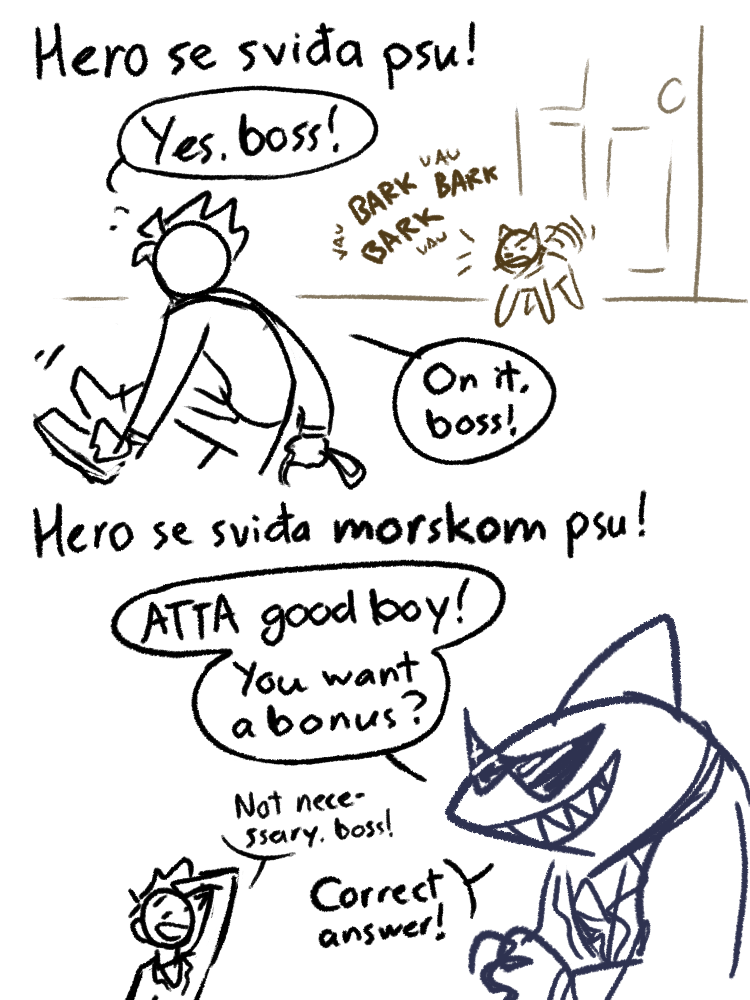 Hero se sviđa psu!
Yes, boss!
VAU
BARK BARK
VAU BARK VAU
On it,
boss!
Hero se sviđa morskom psu!
ATTA good boy!
You want
a bonus?
Not nece-
ssary, boss!
Correct
answer!